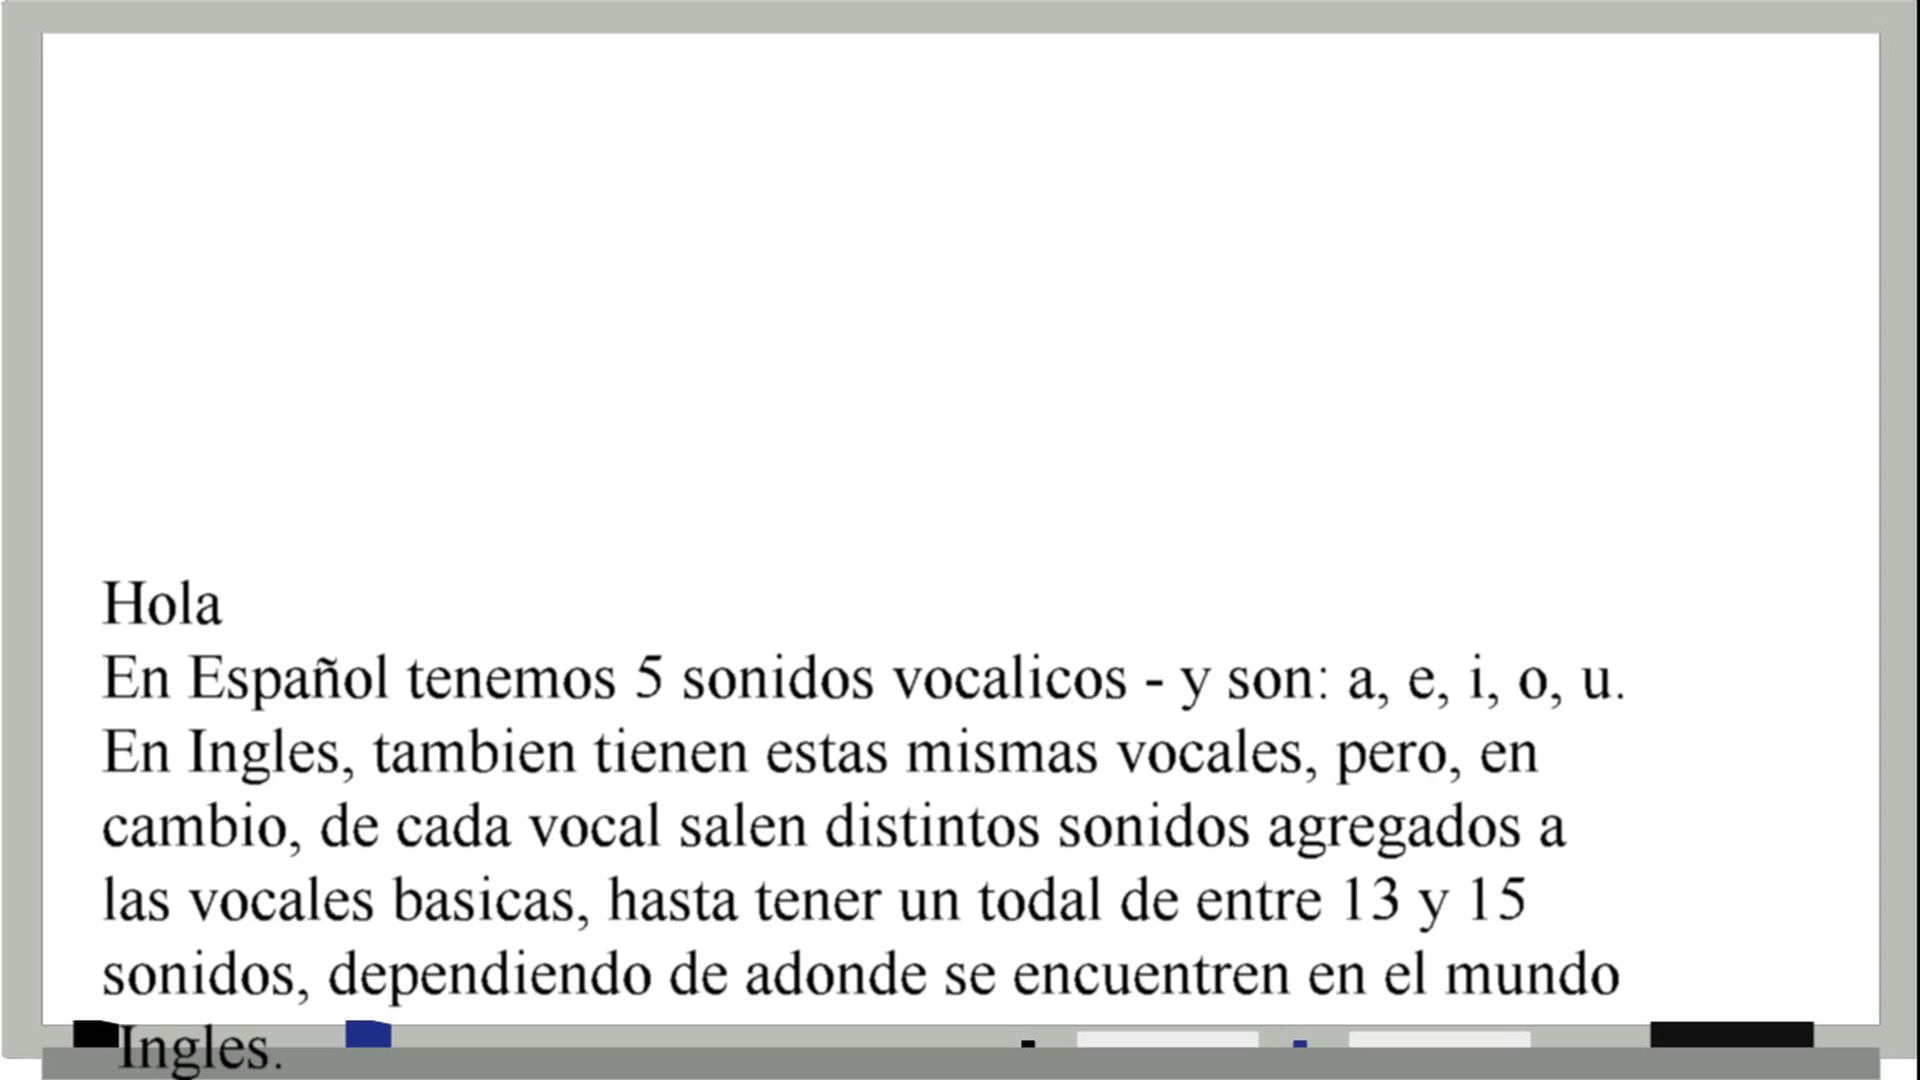 Hola
En Español tenemos 5 sonidos vocalicos - y son: a, e, i, o, u.
En Ingles, tambien tienen estas mismas vocales, pero, en
cambio, de cada vocal salen distintos sonidos agregados a
las vocales basicas, hasta tener un todal de entre 13 y 15
sonidos, dependiendo de adonde se encuentren en el mundo
Ingles.